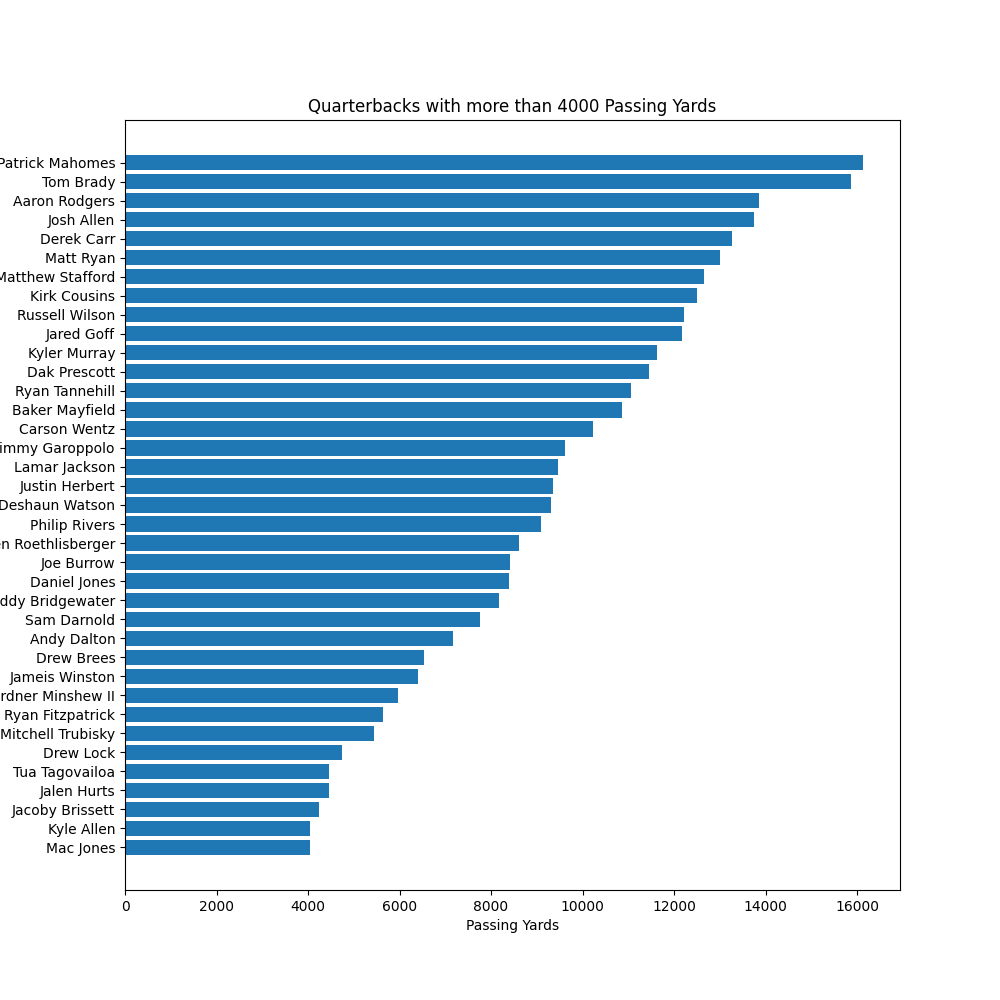 Quarterbacks with more than 4000 Passing Yards
Patrick Mahomes
Tom Brady
Aaron Rodgers
Josh Allen
Derek Carr
Matt Ryan
Matthew Stafford
Kirk Cousins
Russell Wilson
Jared Goff
Kyler Murray
Dak Prescott
Ryan Tannehill
Baker Mayfield
Carson Wentz
immy Garoppolo
Lamar Jackson
Justin Herbert
Deshaun Watson
Philip Rivers
en Roethlisberger
Joe Burrow
Daniel Jones
ddy Bridgewater
Sam Darnold
Andy Dalton
Drew Brees
Jameis Winston
rdner Minshew II
Ryan Fitzpatrick
Mitchell Trubisky
Drew Lock
Tua Tagovailoa
Jalen Hurts
Jacoby Brissett
Kyle Allen
Mac Jones
0 2000 4000 6000 8000 10000 12000 14000 16000
Passing Yards